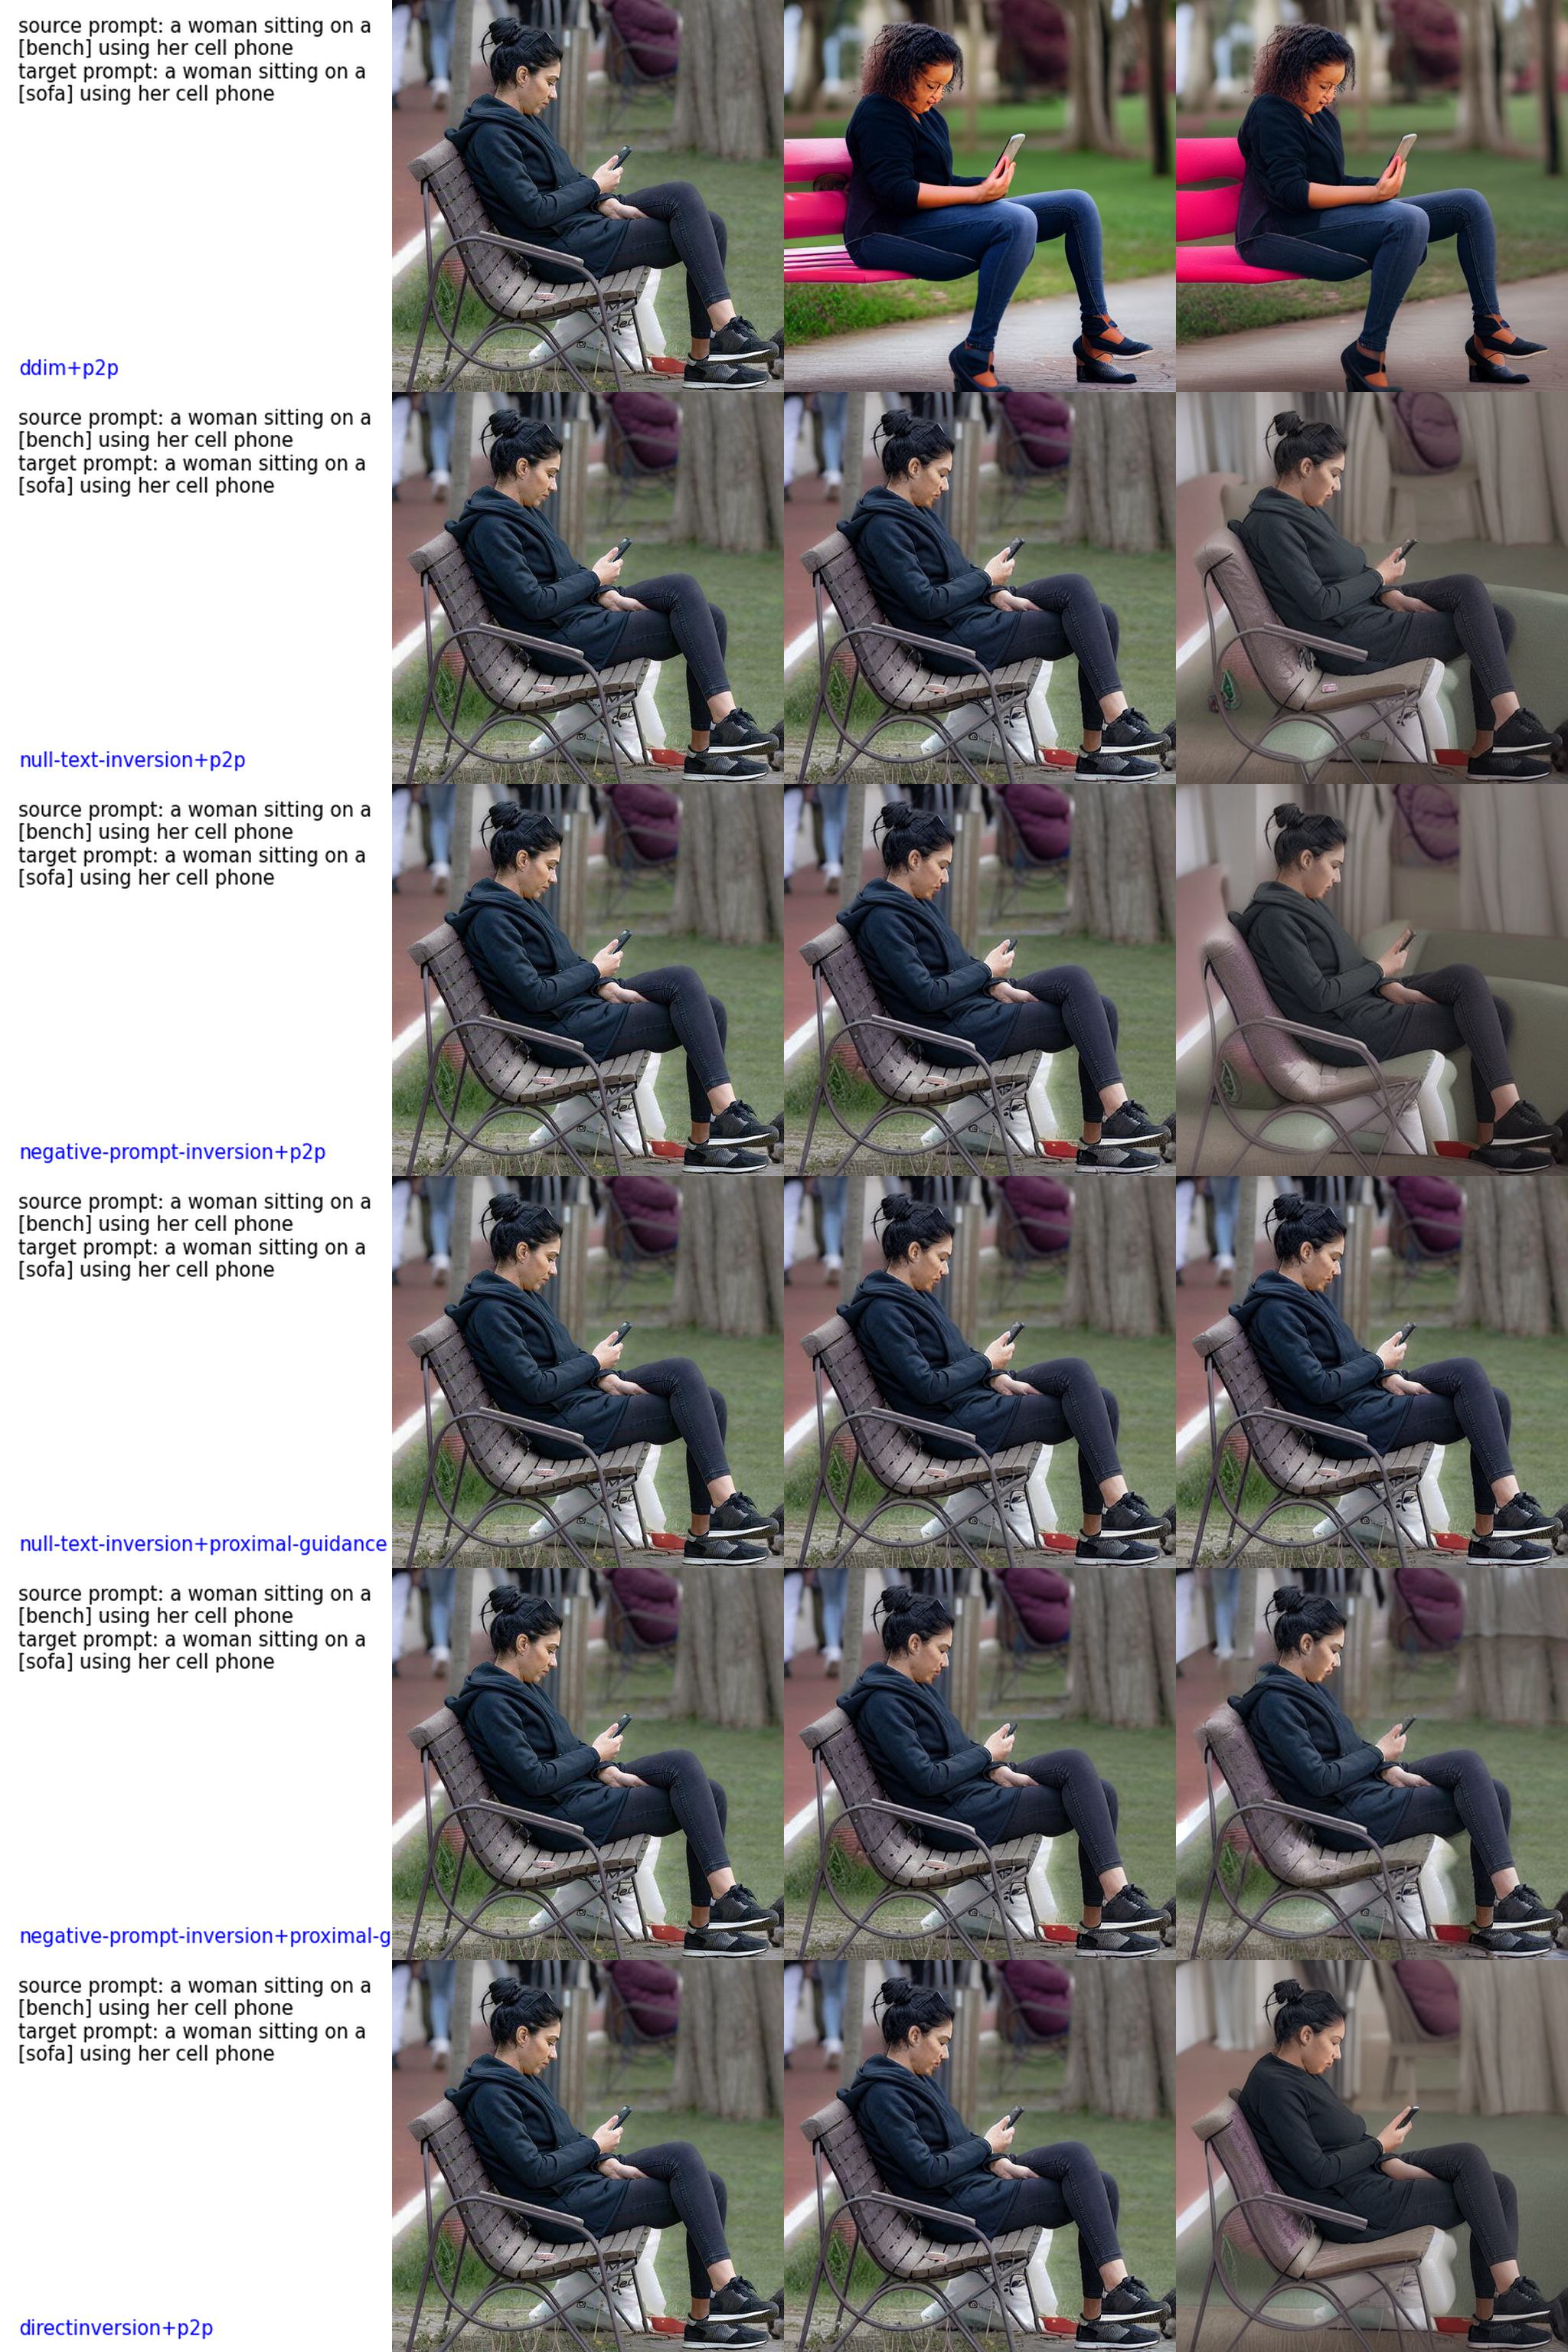 source prompt: a woman sitting on a
[bench] using her cell phone
target prompt: a woman sitting on a
[sofa] using her cell phone
ddim+p2p
source prompt: a woman sitting on a
[bench] using her cell phone
target prompt: a woman sitting on a
[sofa] using her cell phone
null-text-inversion+p2p
source prompt: a woman sitting on a
[bench] using her cell phone
target prompt: a woman sitting on a
[sofa] using her cell phone
negative-prompt-inversion+p2p
source prompt: a woman sitting on a
[bench] using her cell phone
target prompt: a woman sitting on a
[sofa] using her cell phone
null-text-inversion+proximal-guidance
source prompt: a woman sitting on a
[bench] using her cell phone
target prompt: a woman sitting on a
[sofa] using her cell phone
negative-prompt-inversion+proximal-g
source prompt: a woman sitting on a
[bench] using her cell phone
target prompt: a woman sitting on a
[sofa] using her cell phone
directinversion+p2p